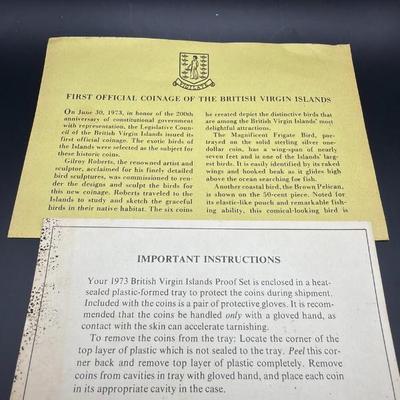 VIGILATE
FIRST OFFICIAL COINAGE OF THE BRITISH VIRGIN ISLANDS
On June 30, 1973, in honor of the 200th
anniversary of constitutional government
with representation, the Legislative Coun-
cil of the British Virgin Islands issued its
first official coinage. The exotic birds of
the Islands were selected as the subject for
these historic coins.
Gilroy Roberts, the renowned artist and
sculptor, acclaimed for his finely detailed
bird sculptures, was commissioned to ren-
der the designs and sculpt the birds for
this new coinage. Roberts traveled to the
Islands to study and sketch the graceful
birds in their native habitat. The six coins
he created depict the distinctive birds that
are among the British Virgin Islands' most
delightful attractions.
The Magnificent Frigate Bird, por-
trayed on the solid sterling silver one-
dollar coin, has a wing-span of nearly
seven feet and is one of the Islands' larg-
est birds. It is easily identified by its raked
wings and hooked beak as it glides high
above the ocean searching for fish.
Another coastal bird, the Brown Pelican,
is shown on the 50-cent piece. Noted for
its elastic-like pouch and remarkable fish-
ing ability, this comical-looking bird is
IMPORTANT INSTRUCTIONS
Your 1973 British Virgin Islands Proof Set is enclosed in a heat-
sealed plastic-formed tray to protect the coins during shipment.
Included with the coins is a pair of protective gloves. It is recom-
mended that the coins be handled only with a gloved hand, as
contact with the skin can accelerate tarnishing.
To remove the coins from the tray: Locate the corner of the
top layer of plastic which is not sealed to the tray. Peel this cor-
ner back and remove top layer of plastic completely. Remove
coins from cavities in tray with gloved hand, and place each coin
in its appropriate cavity in the case.